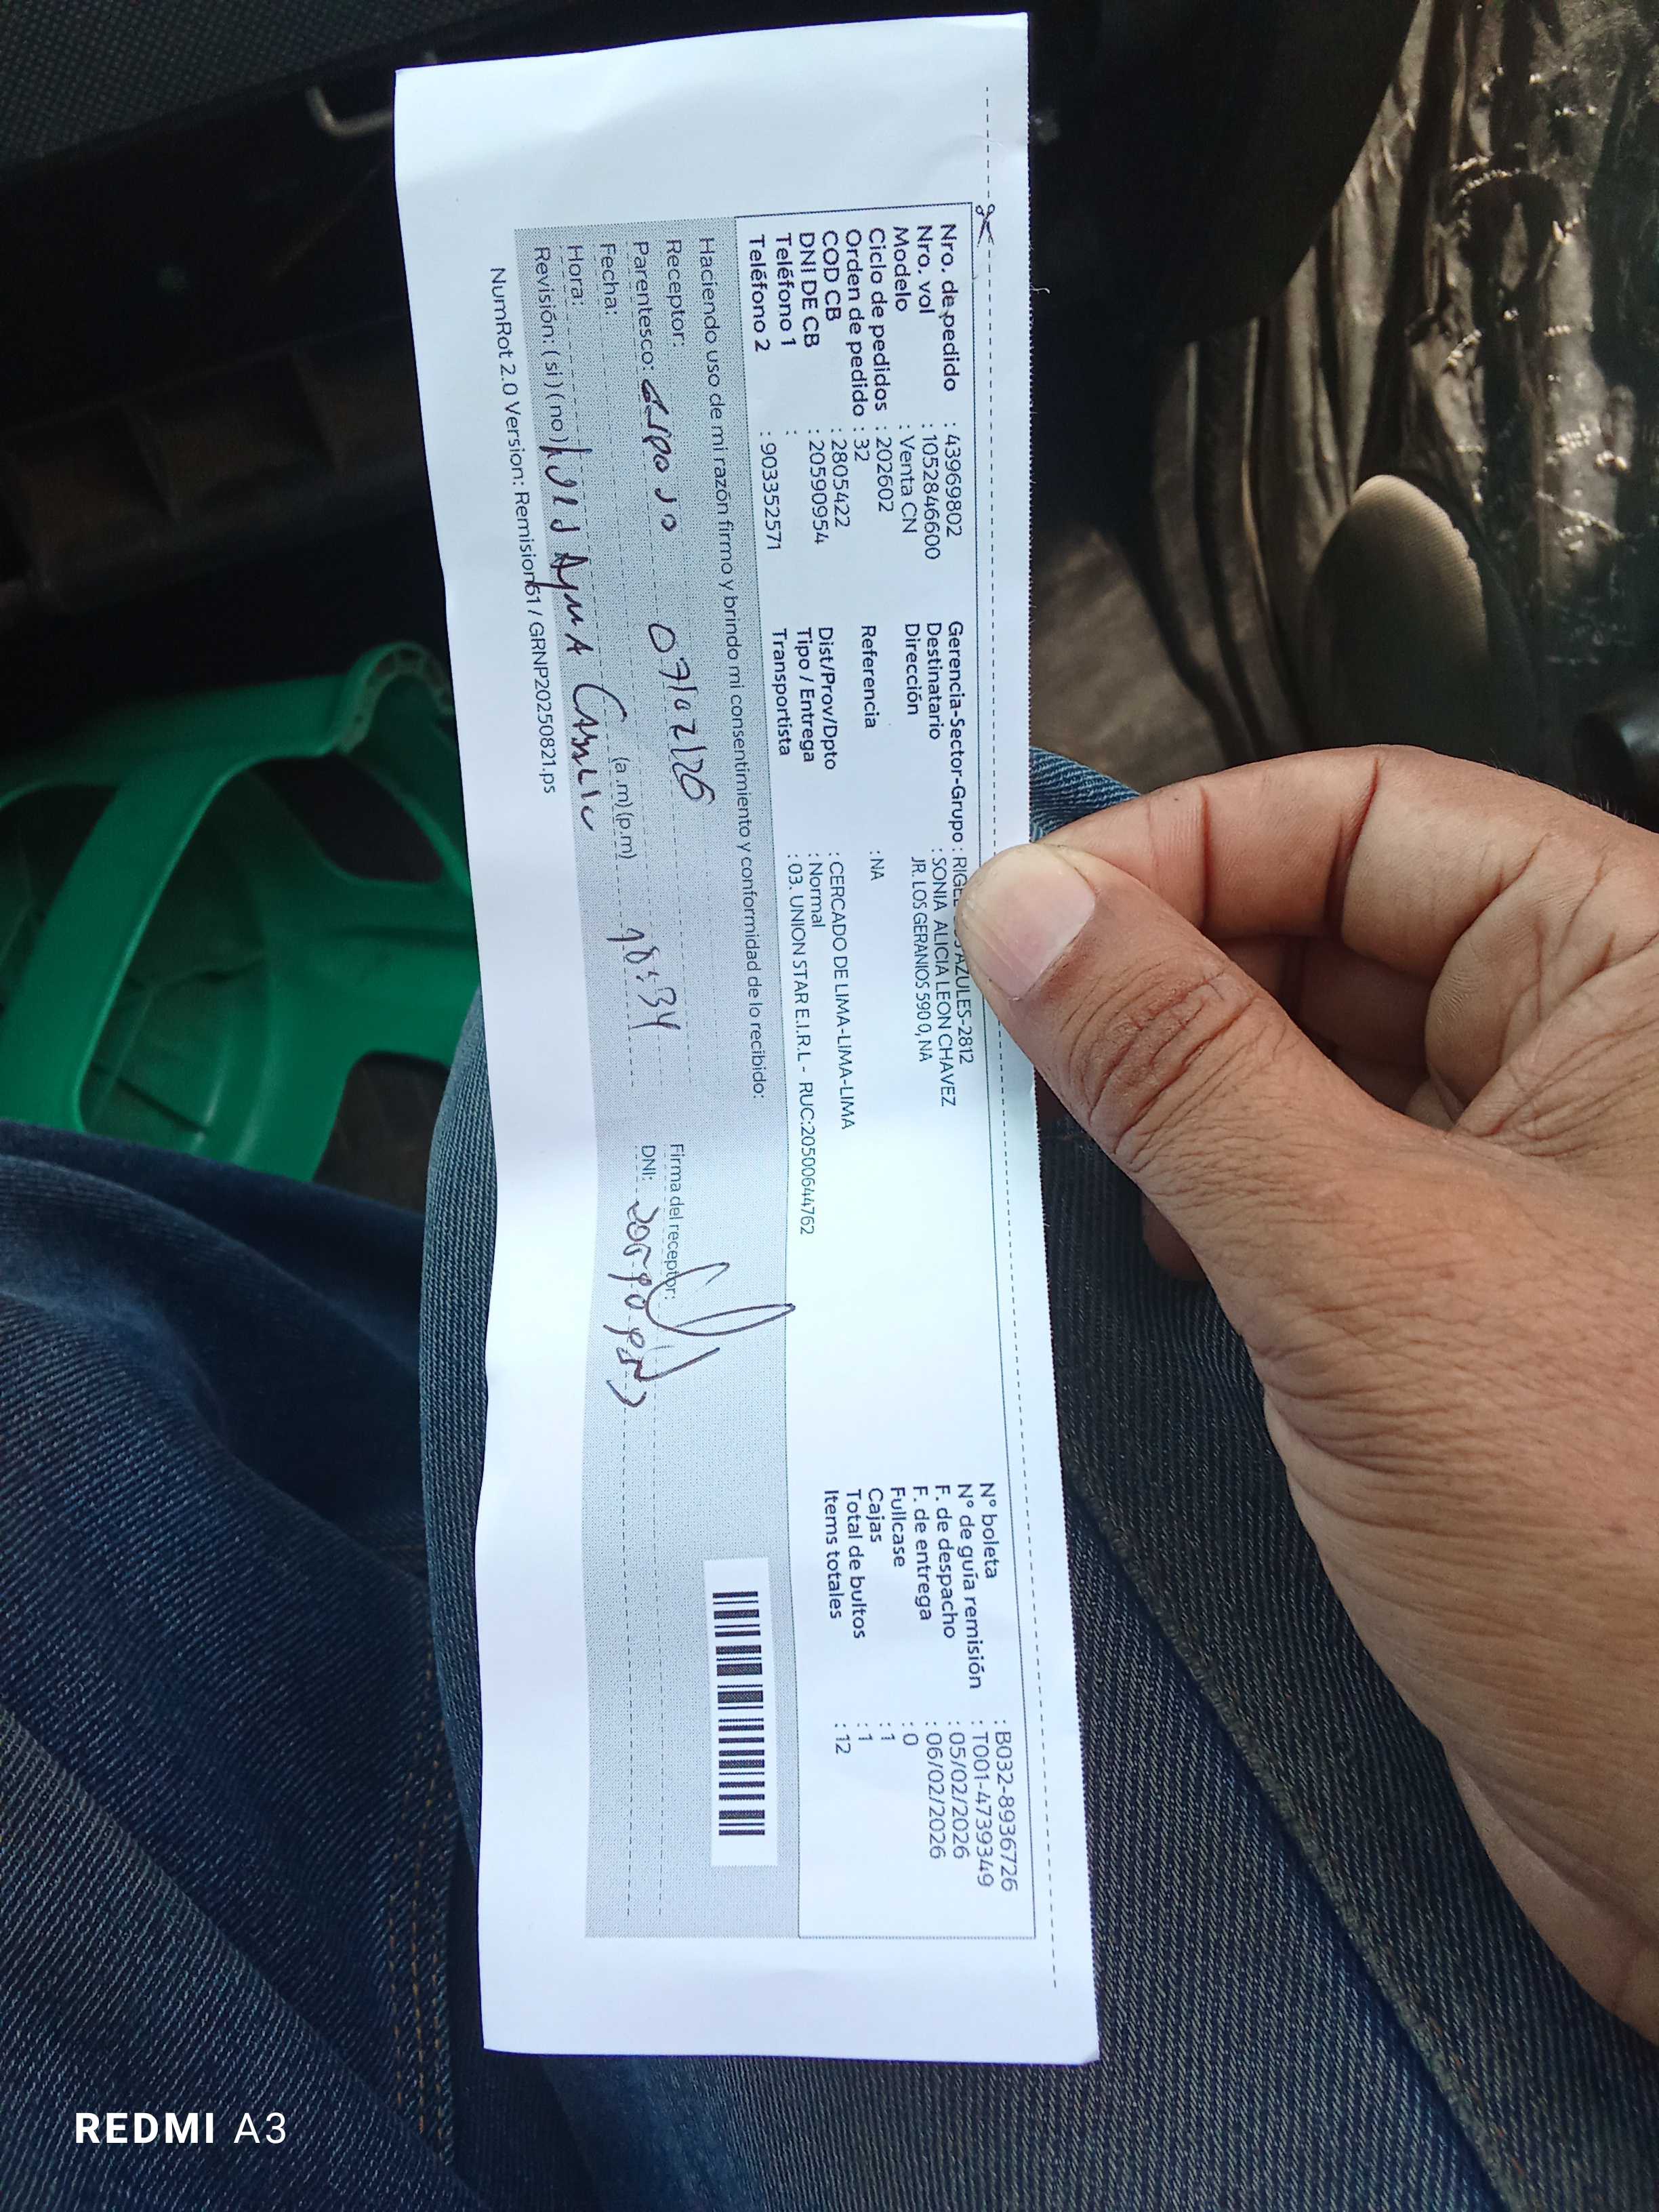 Nro. de pedido : 43969802
Nro. vol : 1052846600
Modelo : Venta CN
Ciclo de pedidos : 202602
Orden de pedido : 32
COD CB : 2805422
DNI DE CB : 20590954
Teléfono 1 :
Teléfono 2 : 903352571
Gerencia-Sector-Grupo : AZULES-2812
Destinatario : SONIA ALICIA LEON CHAVEZ
Dirección JR. LOS GERANIOS 590 0, NA
Referencia : NA
Dist/Prov/Dpto : CERCADO DE LIMA-LIMA-LIMA
Tipo / Entrega : Normal
Transportista : 03. UNION STAR E.I.R.L - RUC:20500644762
N° boleta : B032-8936726
N° de guía remisión : T001-4739349
F. de despacho : 05/02/2026
F. de entrega : 06/02/2026
Fullcase : 0
Cajas : 1
Total de bultos : 1
Items totales : 12
Haciendo uso de mi razón firmo y brindo mi consentimiento y conformidad de lo recibido:
Receptor:
Parentesco:
Fecha: 07/02/26
Hora: (a.m)(p.m) 18:34
Revisión: (si) (no)
Firma del receptor:
DNI:
NumRot 2.0 Version: Remision61 / GRNP20250821.ps
REDMI A3